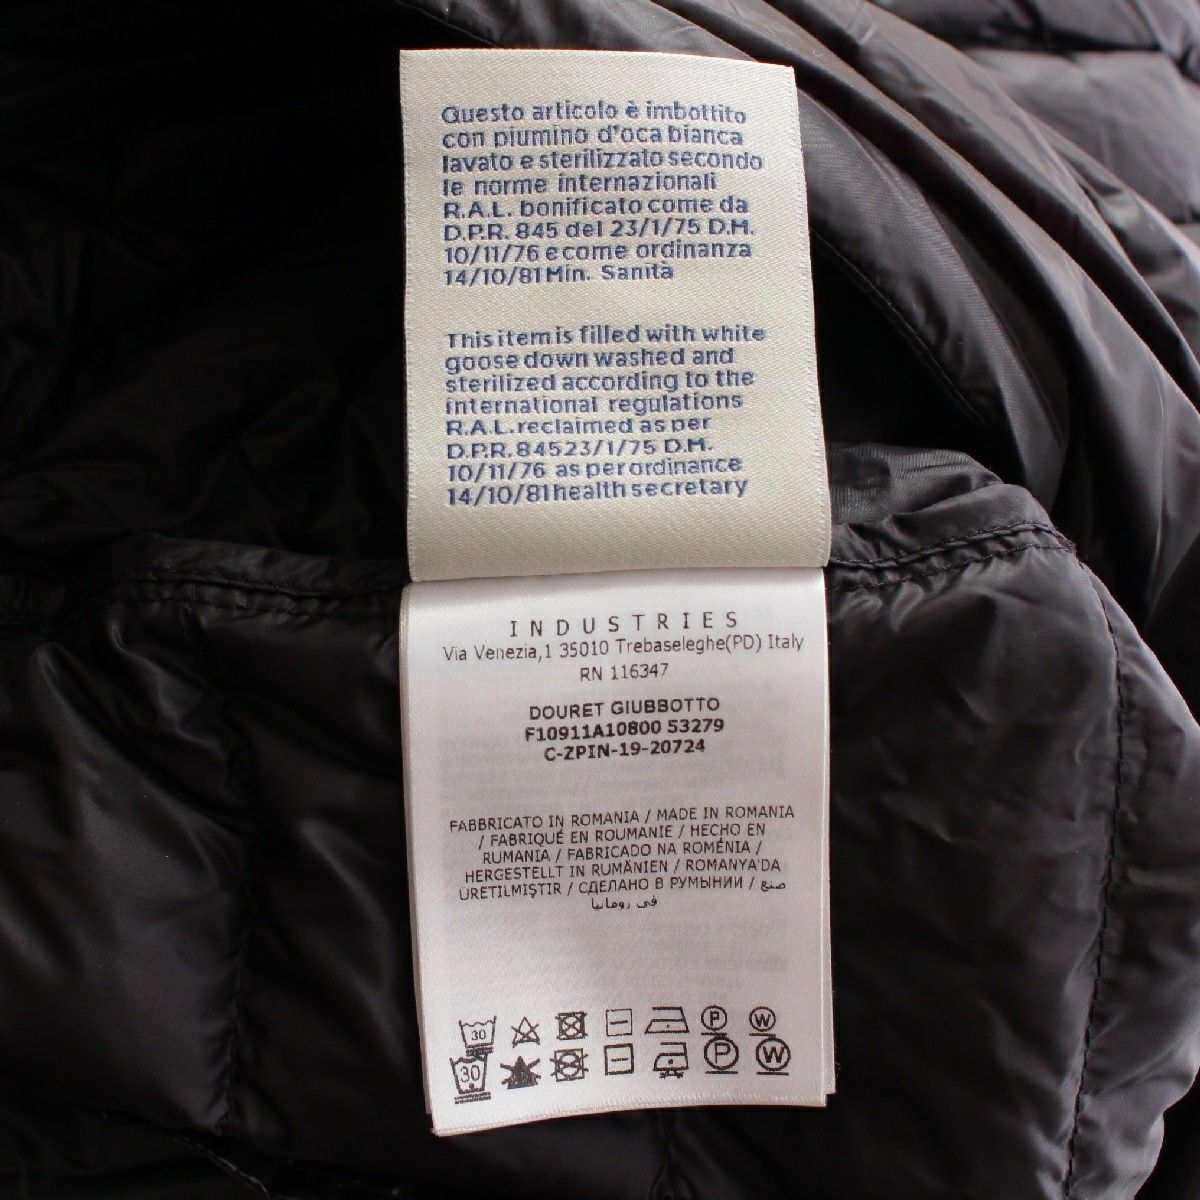 Questo articolo è imbottito
con piumino d'oca bianca
lavato e sterilizzato secondo
le norme internazionali
R.A.L. bonificato come da
D.P.R. 845 del 23/1/75 D.M.
10/11/76 e come ordinanza
14/10/81 Min. Sanità
This item is filled with white
goose down washed and
sterilized according to the
international regulations
R.A.L. reclaimed as per
D.P.R. 845 23/1/75 D.M.
10/11/76 as per ordinance
14/10/81 health secretary
INDUSTRIES
Via Venezia,1 35010 Trebaseleghe(PD) Italy
RN 116347
DOURET GIUBBOTTO
F10911A10800 53279
C-ZPIN-19-20724
FABBRICATO IN ROMANIA / MADE IN ROMANIA
/ FABRIQUÉ EN ROUMANIE / HECHO EN
RUMANIA / FABRICADO NA ROMÉNIA /
HERGESTELLT IN RUMÄNIEN / ROMANYA'DA
ÜRETILMIŞTIR / СДЕЛАНО В РУМЫНИИ / صنع
في رومانيا
30 P W
30 P W